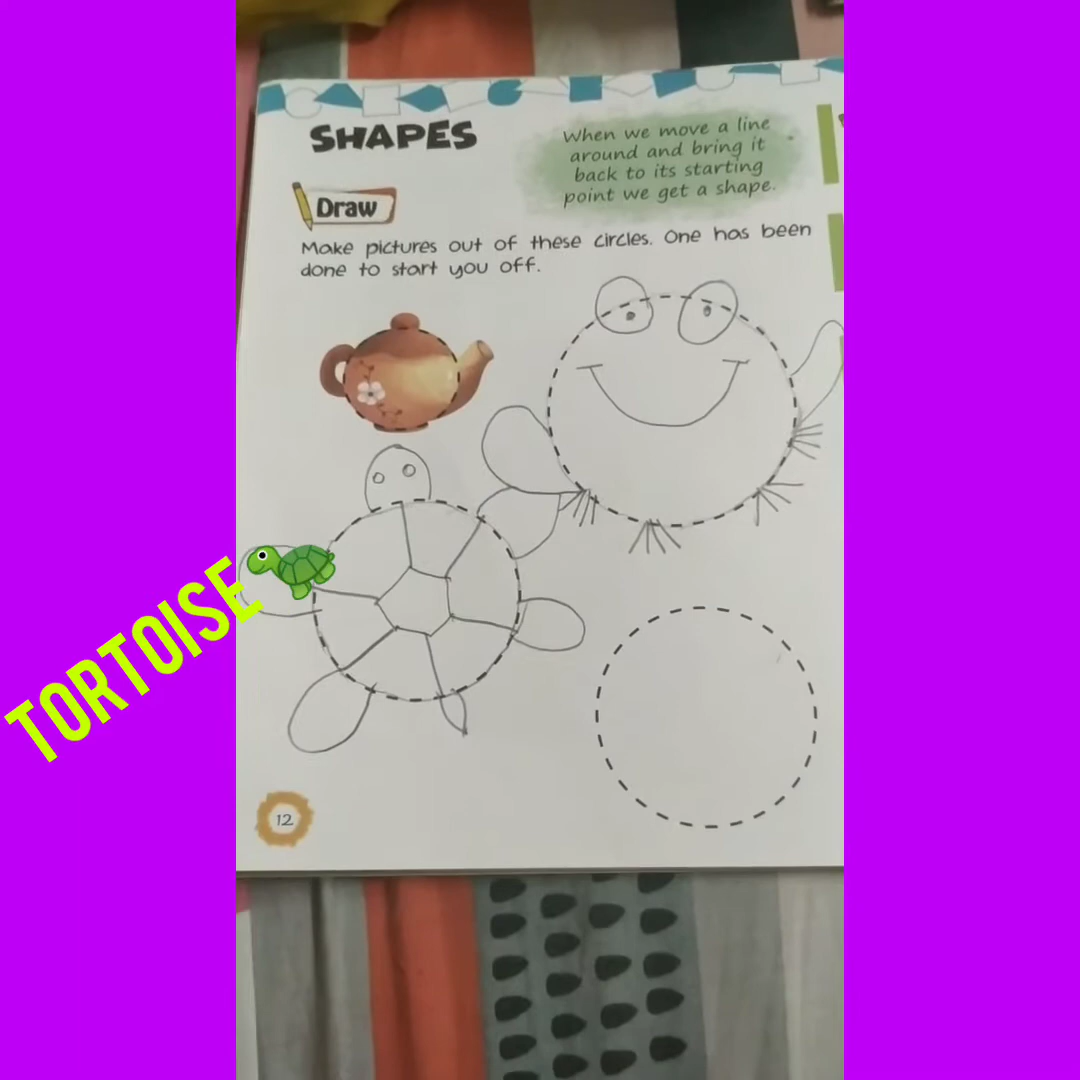 SHAPES
When we move a line
around and bring it
back to its starting
point we get a shape.
Draw
Make pictures out of these circles. One has been
done to start you off.
TORTOISE
12